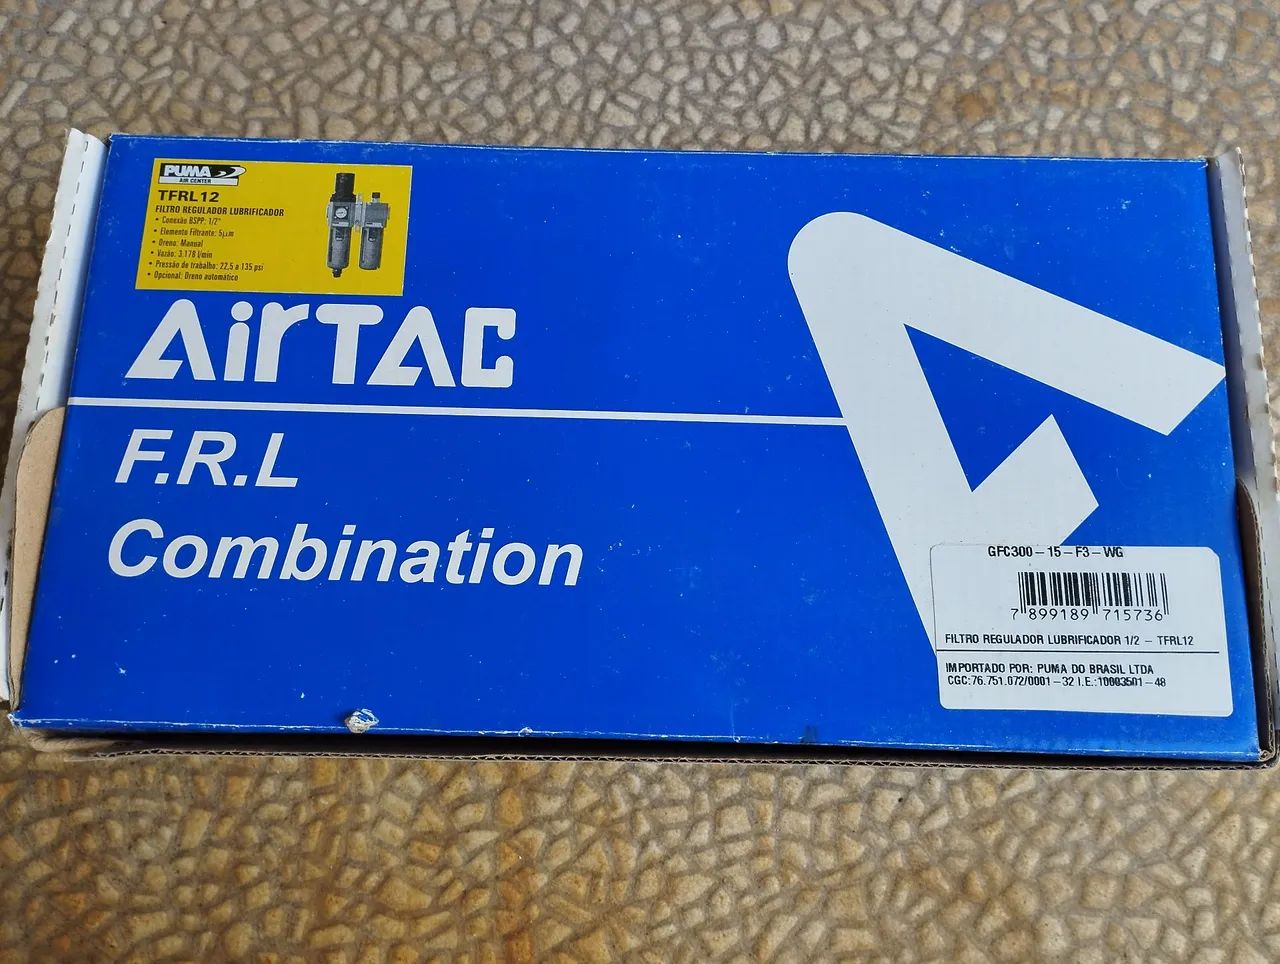 PUMA
AIR CENTER
TFRL12
FILTRO REGULADOR LUBRIFICADOR
• Conexão BSPP: 1/2"
• Elemento Filtrante: 5µm
• Dreno: Manual
• Vazão: 3.178 l/min
• Pressão de trabalho: 22,5 a 135 psi
• Opcional: Dreno automático
AirTAC
F.R.L
Combination
GFC300-15-F3-WG
7 899189 715736
FILTRO REGULADOR LUBRIFICADOR 1/2 - TFRL12
IMPORTADO POR: PUMA DO BRASIL LTDA
CGC:76.751.072/0001-32 I.E.:10003501-48